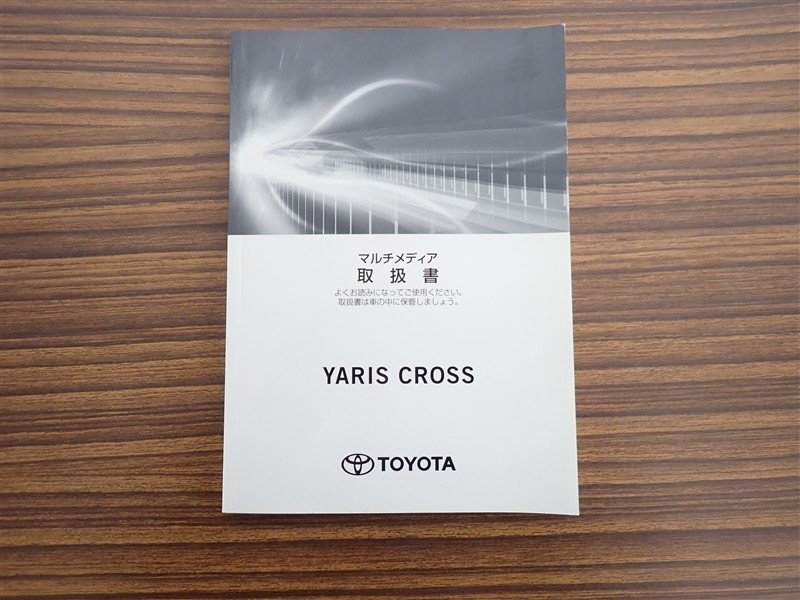 マルチメディア
取扱書
よくお読みになってご使用ください。
取扱書は車の中に保管しましょう。
YARIS CROSS
TOYOTA